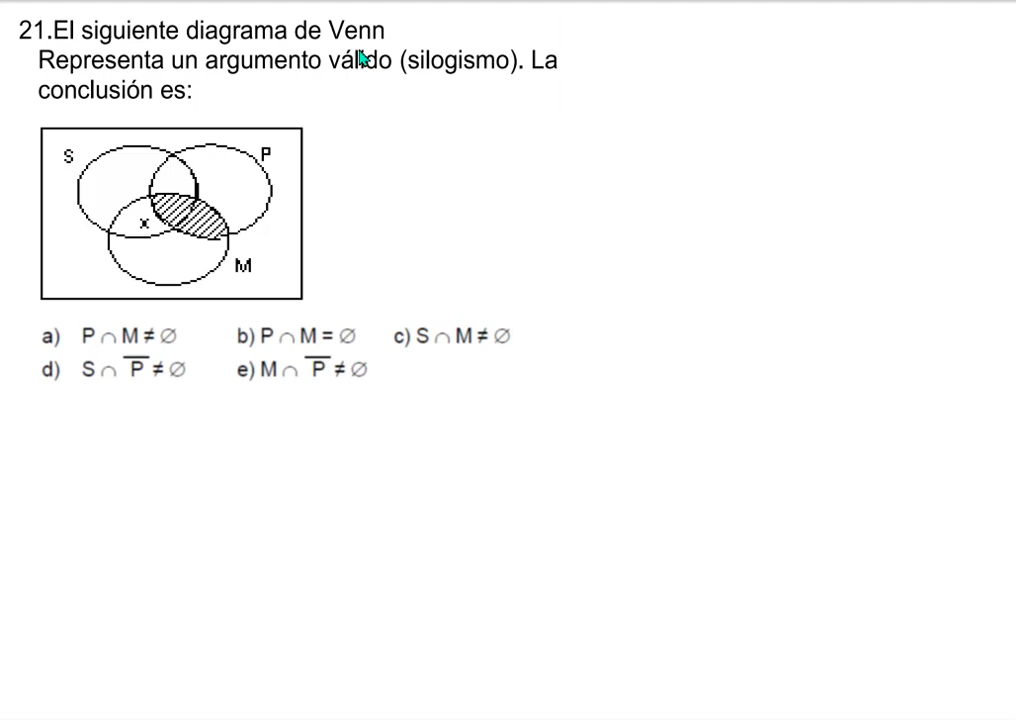 21.El siguiente diagrama de Venn
Representa un argumento válido (silogismo). La
conclusión es:
S
P
x
M
a) P∩M≠∅ b) P∩M=∅ c) S∩M≠∅
d) S∩P̅≠∅ e) M∩P̅≠∅